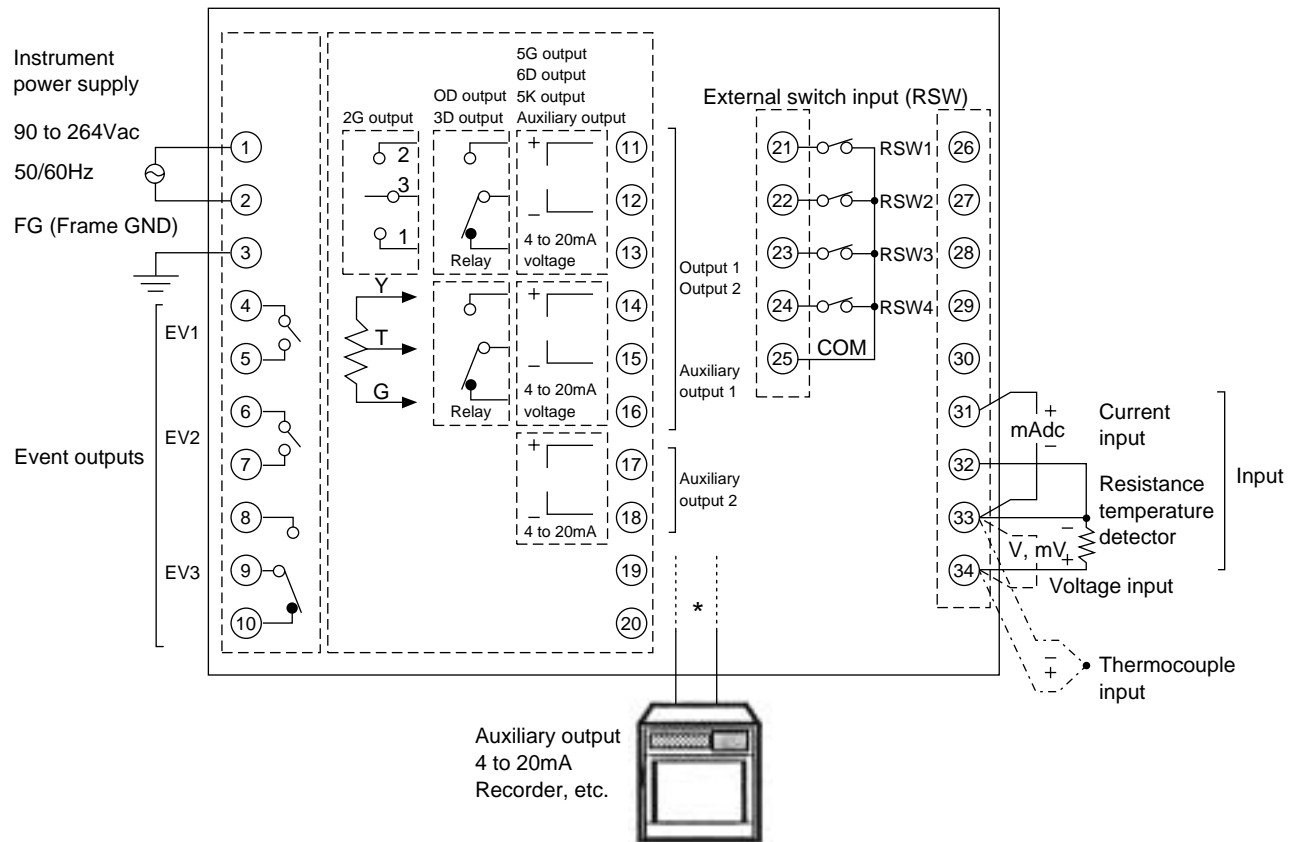 Instrument
power supply
90 to 264Vac
50/60Hz
FG (Frame GND)
Event outputs
EV1
EV2
EV3
1
2
3
4
5
6
7
8
9
10
2G output
2
3
1
Y
T
G
OD output
3D output
Relay
Relay
5G output
6D output
5K output
Auxiliary output
+
−
4 to 20mA
voltage
+
−
4 to 20mA
voltage
+
−
4 to 20mA
11
12
13
14
15
16
17
18
19
20
Output 1
Output 2
Auxiliary
output 1
Auxiliary
output 2
*
External switch input (RSW)
21
22
23
24
25
RSW1
RSW2
RSW3
RSW4
COM
26
27
28
29
30
31
32
33
34
+
mAdc
−
Current
input
Resistance
temperature
detector
−
V, mV
+
Voltage input
Input
−
+
Thermocouple
input
Auxiliary output
4 to 20mA
Recorder, etc.